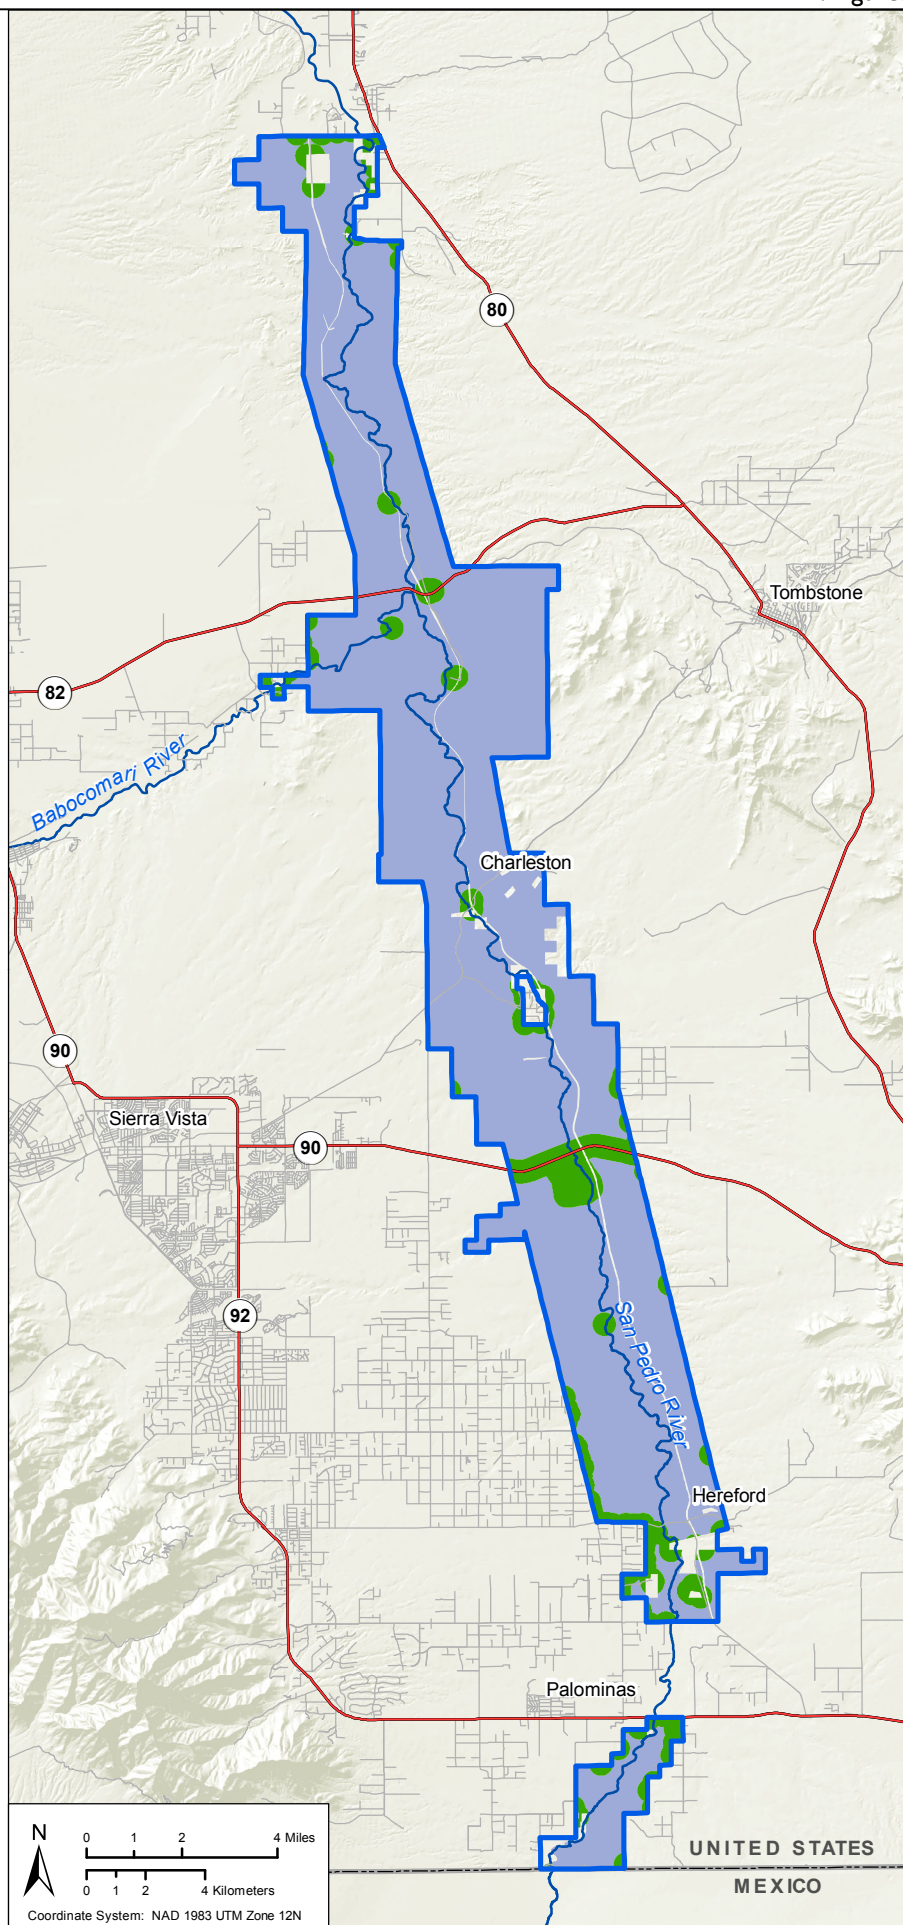 80
Tombstone
82
Babocomari River
Charleston
90
Sierra Vista
90
92
San Pedro River
Hereford
Palominas
UNITED STATES
MEXICO
N
0 1 2 4 Miles
0 1 2 4 Kilometers
Coordinate System: NAD 1983 UTM Zone 12N